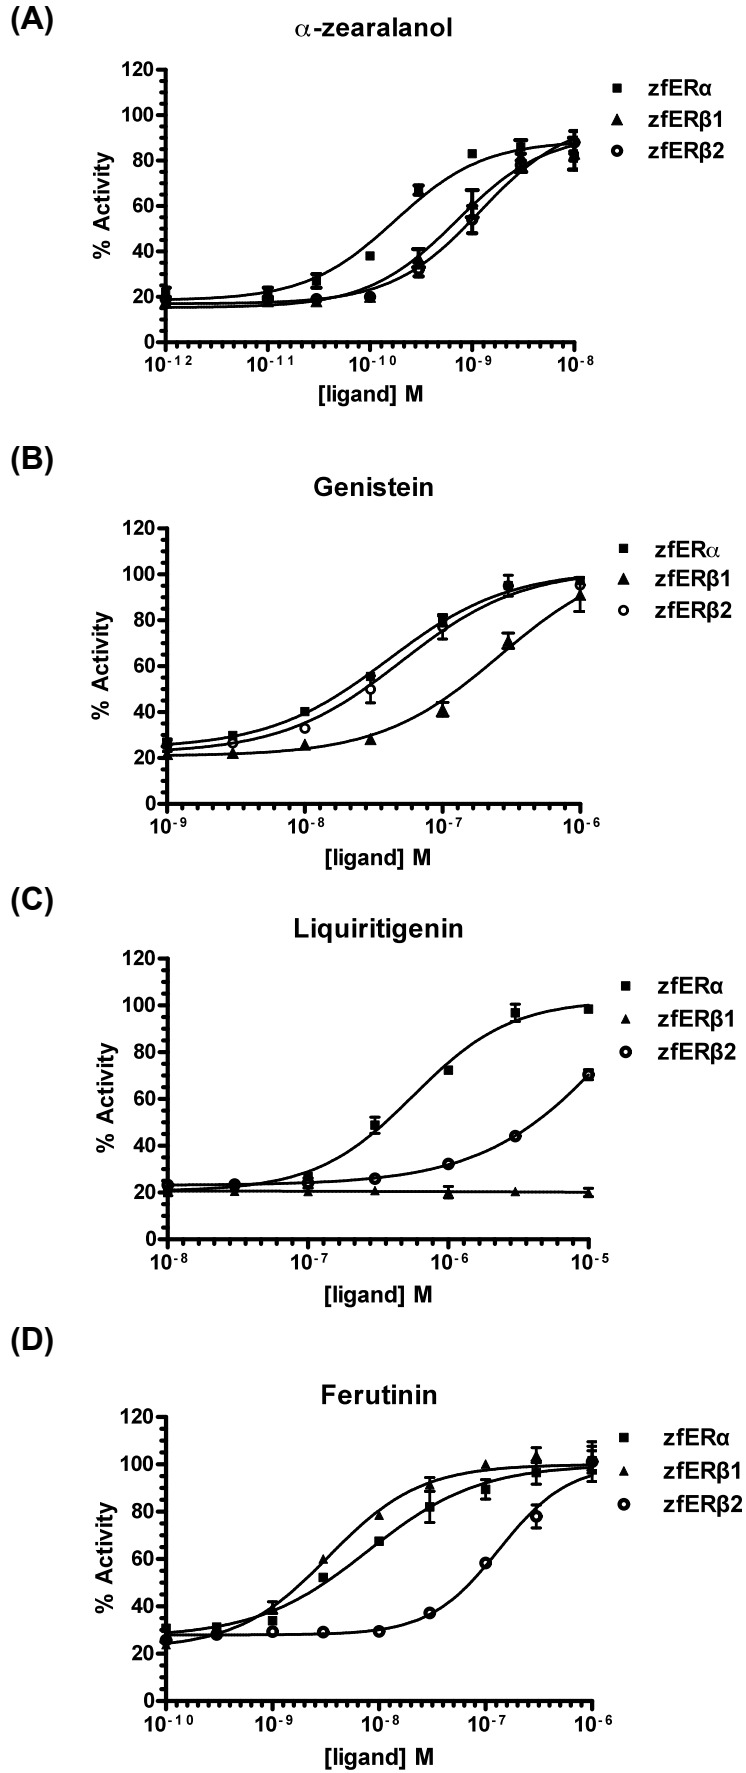 (A)
α-zearalanol
120
100
80
60
40
20
0
% Activity
10-12
10-11
10-10
10-9
10-8
[ligand] M
zfERα
zfERβ1
zfERβ2
(B)
Genistein
120
100
80
60
40
20
0
% Activity
10-9
10-8
10-7
10-6
[ligand] M
zfERα
zfERβ1
zfERβ2
(C)
Liquiritigenin
120
100
80
60
40
20
0
% Activity
10-8
10-7
10-6
10-5
[ligand] M
zfERα
zfERβ1
zfERβ2
(D)
Ferutinin
120
100
80
60
40
20
0
% Activity
10-10
10-9
10-8
10-7
10-6
[ligand] M
zfERα
zfERβ1
zfERβ2